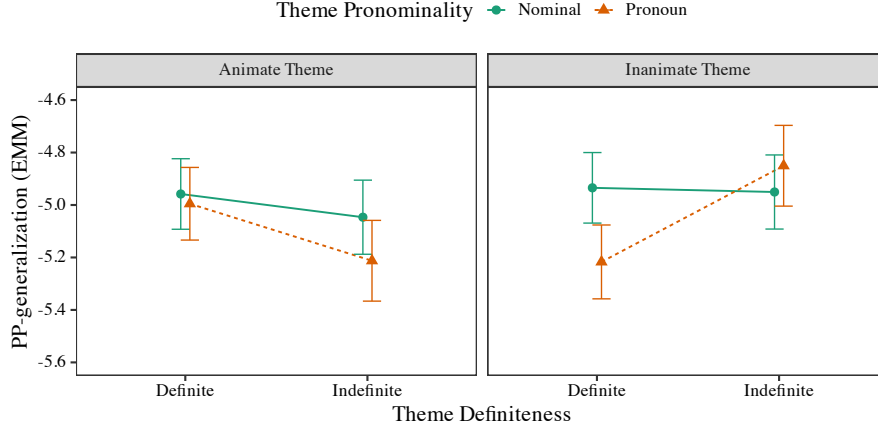 Theme Pronominality Nominal Pronoun
Animate Theme Inanimate Theme
PP-generalization (EMM)
-4.6
-4.8
-5.0
-5.2
-5.4
-5.6
Definite Indefinite Definite Indefinite
Theme Definiteness